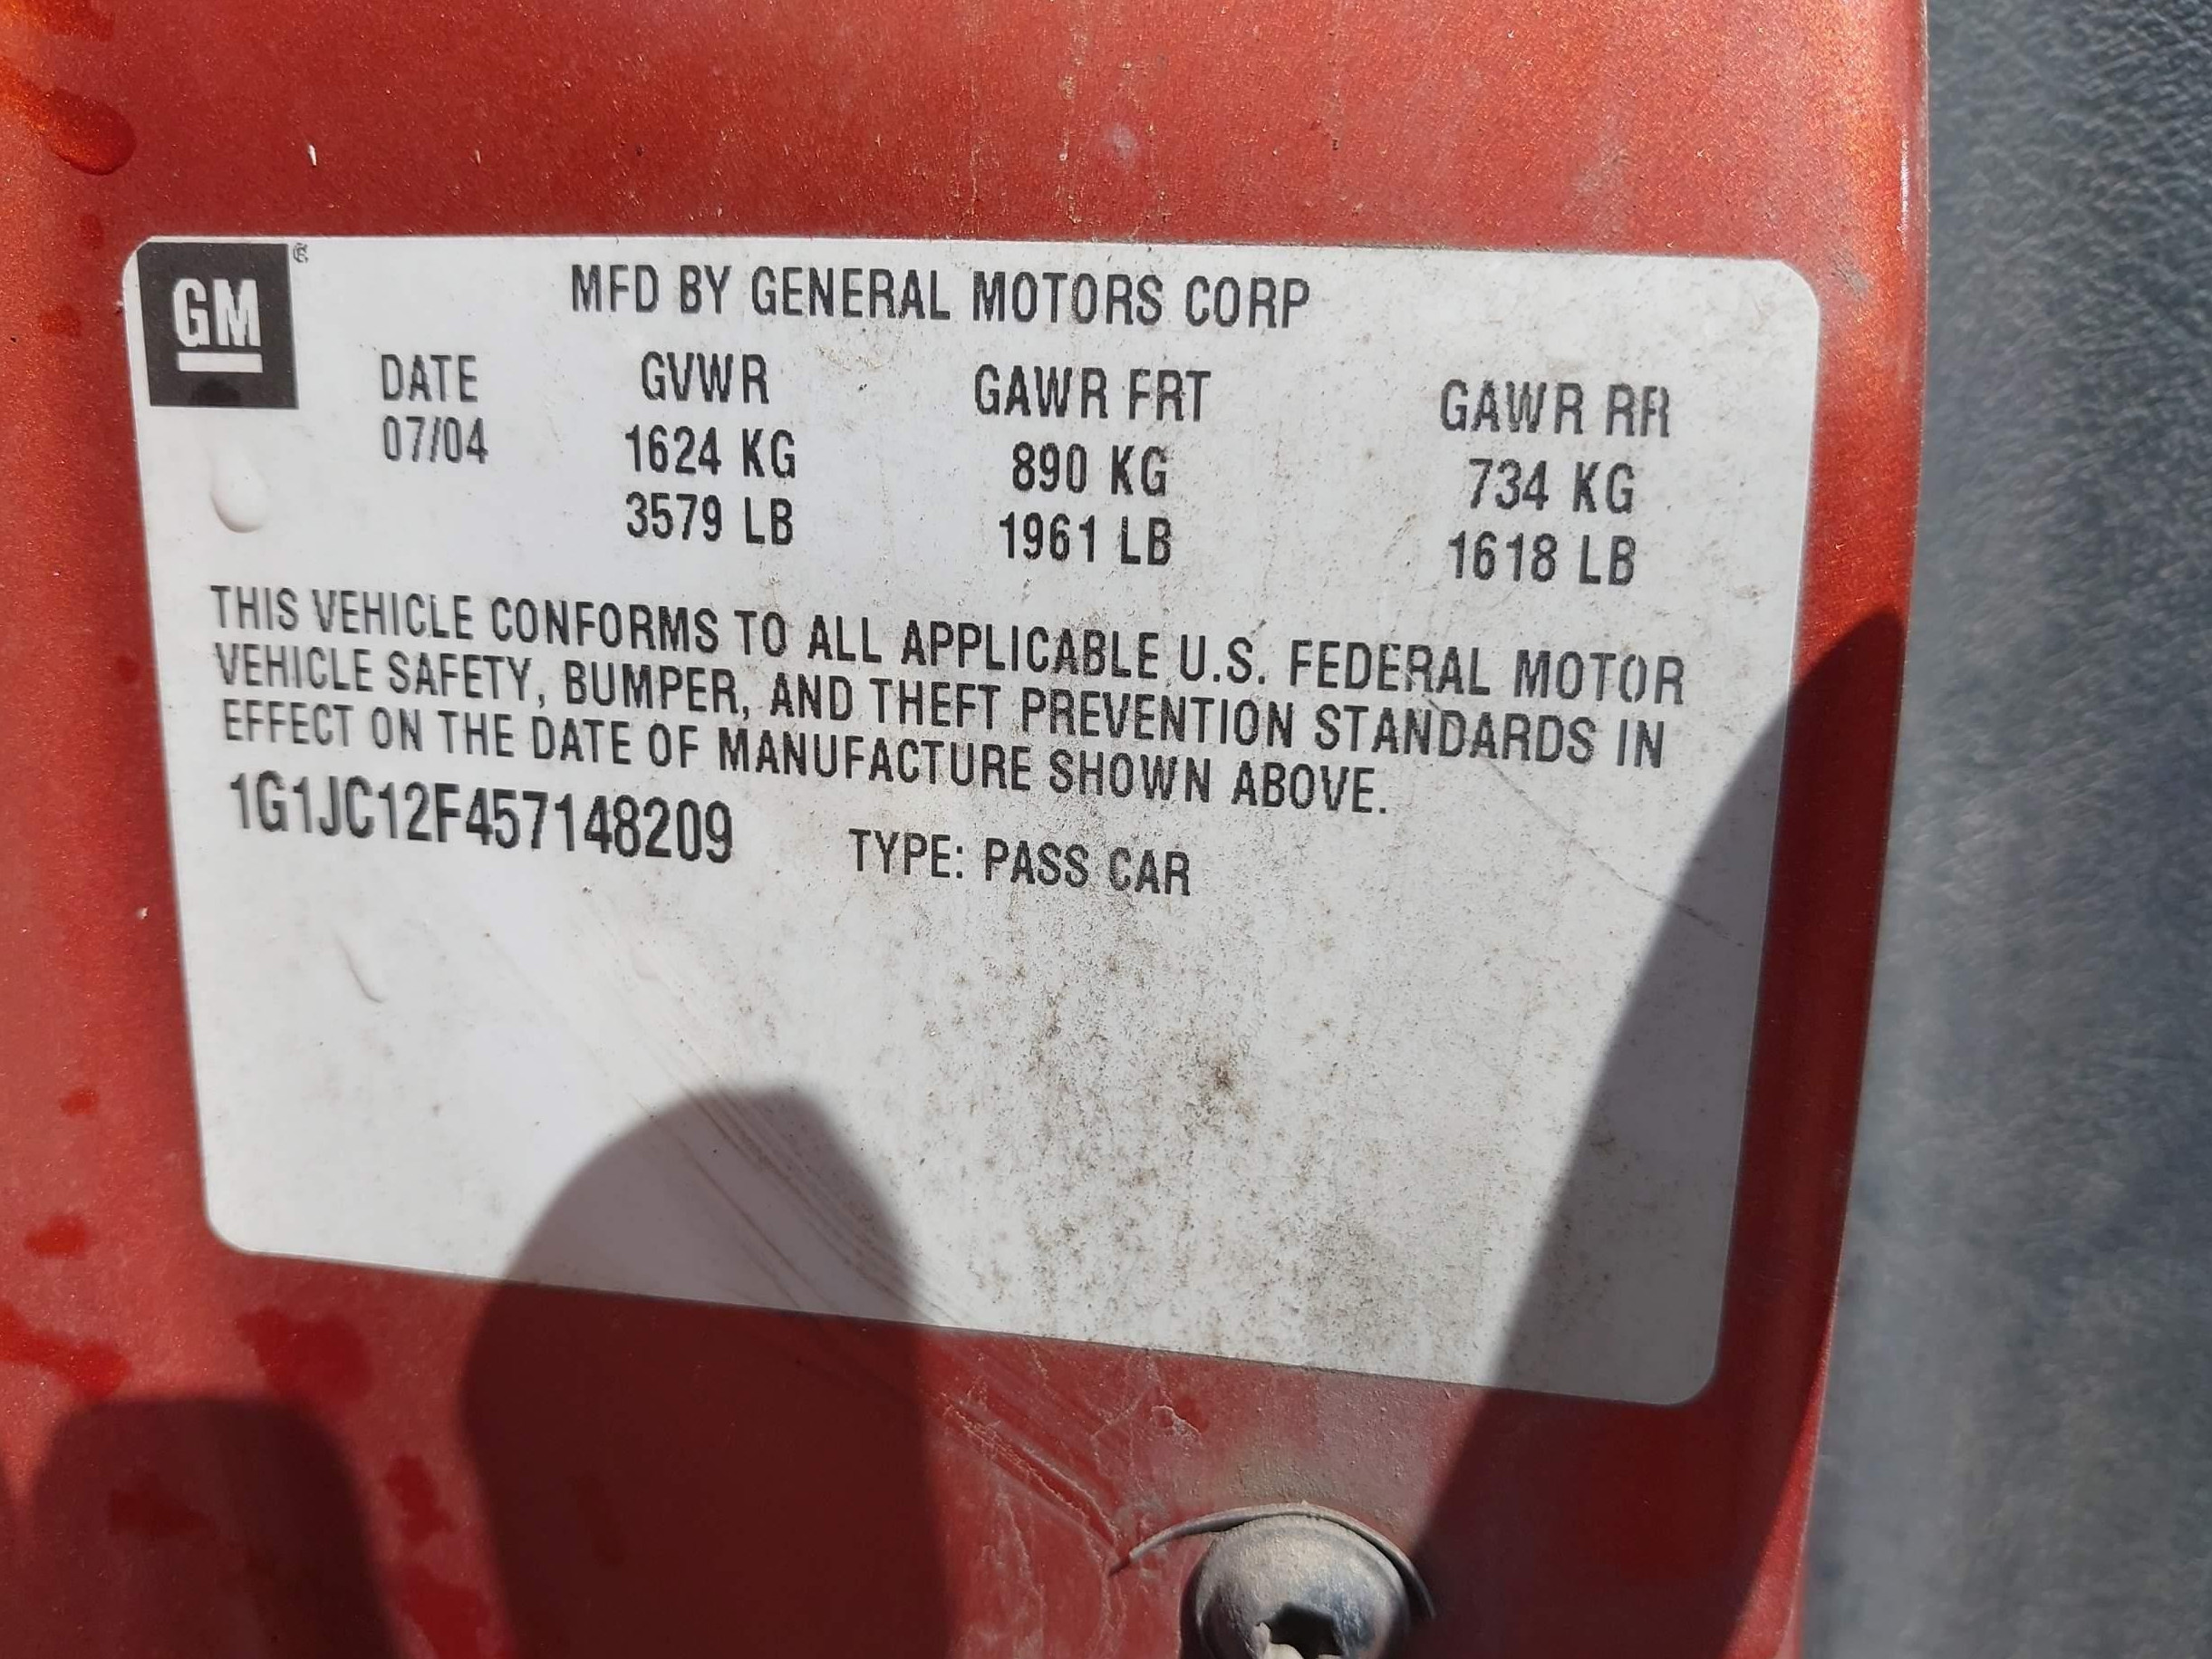 GM
MFD BY GENERAL MOTORS CORP
DATE GVWR GAWR FRT GAWR RR
07/04 1624 KG 890 KG 734 KG
3579 LB 1961 LB 1618 LB
THIS VEHICLE CONFORMS TO ALL APPLICABLE U.S. FEDERAL MOTOR
VEHICLE SAFETY, BUMPER, AND THEFT PREVENTION STANDARDS IN
EFFECT ON THE DATE OF MANUFACTURE SHOWN ABOVE.
1G1JC12F457148209 TYPE: PASS CAR